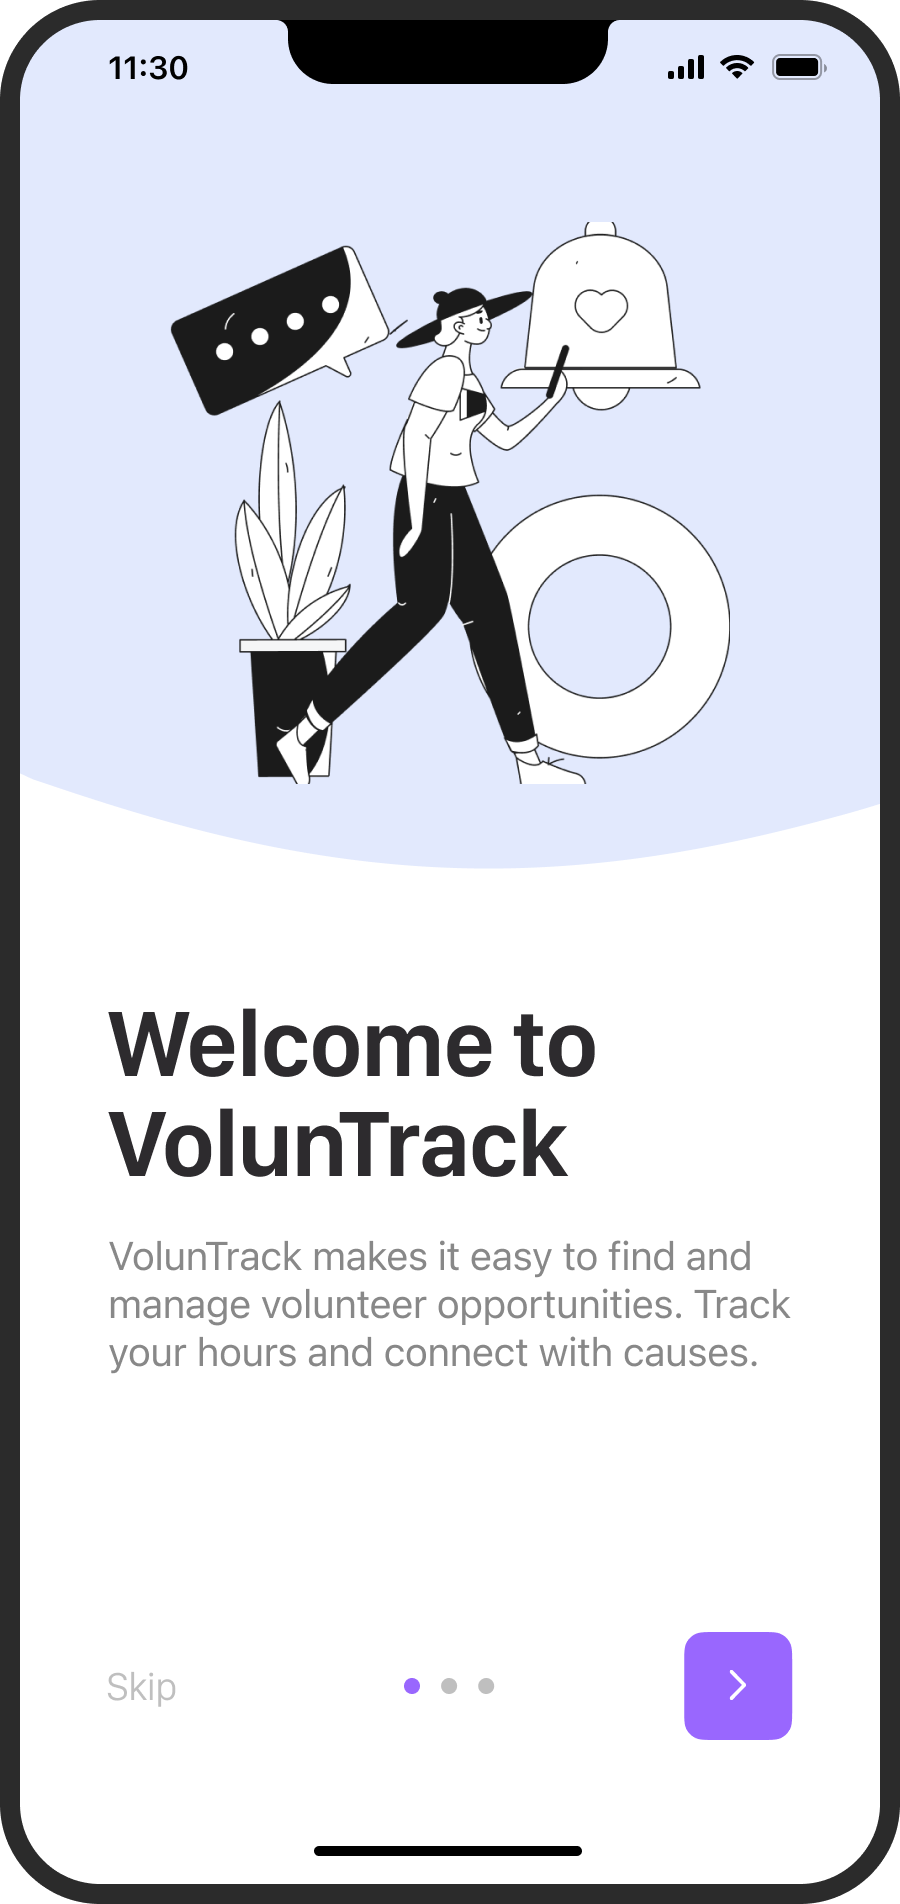 11:30
Welcome to
VolunTrack
VolunTrack makes it easy to find and
manage volunteer opportunities. Track
your hours and connect with causes.
Skip